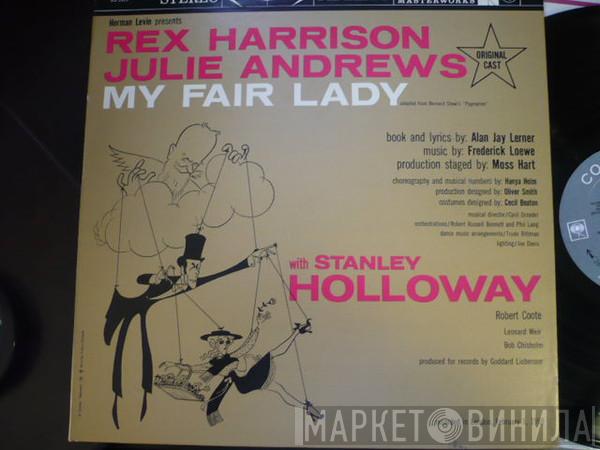 STEREO
MASTERWORKS
Herman Levin presents
REX HARRISON
JULIE ANDREWS
MY FAIR LADY
adapted from Bernard Shaw's "Pygmalion"
ORIGINAL
CAST
book and lyrics by: Alan Jay Lerner
music by: Frederick Loewe
production staged by: Moss Hart
choreography and musical numbers by: Hanya Holm
production designed by: Oliver Smith
costumes designed by: Cecil Beaton
musical director/
orchestrations/Robert Russell Bennett and Phil Lang
dance music arrangements/Trude Rittman
lighting/
with STANLEY
HOLLOWAY
Robert Coote
Leonard Weir
Bob Chisholm
produced for records by Goddard Lieberson
CO
МАРКЕТ ВИНИЛА